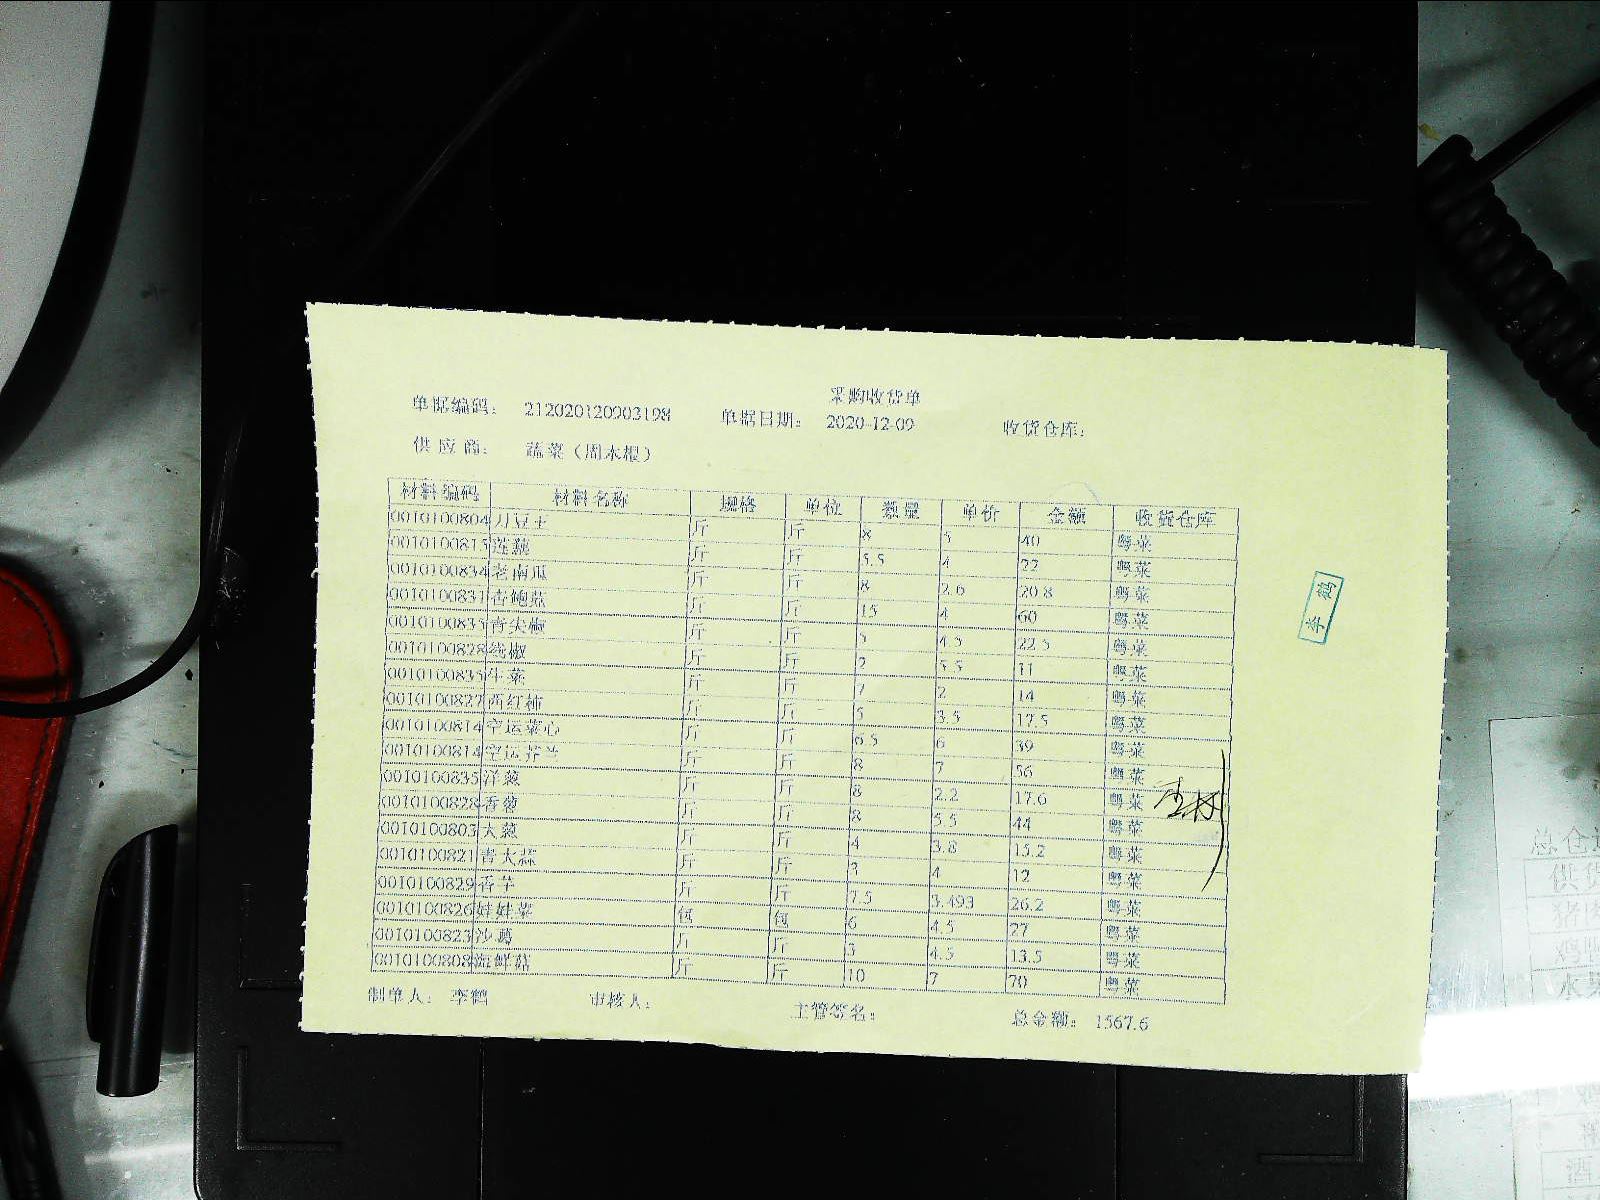 采购收货单
单据编码： 212020120903198 单据日期： 2020-12-09 收货仓库：
供应商： 蔬菜（周本根）
材料编码 材料名称 规格 单位 数量 单价 金额 收货仓库
0010100804 刀豆王 斤 斤 8 5 40 粤菜
0010100815 莲藕 斤 斤 5.5 4 22 粤菜
0010100834 老南瓜 斤 斤 8 2.6 20.8 粤菜
0010100831 杏鲍菇 斤 斤 15 4 60 粤菜
0010100835 青尖椒 斤 斤 5 4.5 22.5 粤菜
0010100828 线椒 斤 斤 2 5.5 11 粤菜
0010100835 生菜 斤 斤 7 2 14 粤菜
0010100827 西红柿 斤 斤 5 3.5 17.5 粤菜
0010100814 空运菜心 斤 斤 6.5 6 39 粤菜
0010100814 空运芥兰 斤 斤 8 7 56 粤菜
0010100835 洋葱 斤 斤 8 2.2 17.6 粤菜
0010100828 香葱 斤 斤 8 5.5 44 粤菜
0010100803 大葱 斤 斤 4 3.8 15.2 粤菜
0010100821 青大蒜 斤 斤 3 4 12 粤菜
0010100829 香芋 斤 斤 7.5 3.493 26.2 粤菜
0010100826 娃娃菜 包 包 6 4.5 27 粤菜
0010100823 沙葛 斤 斤 3 4.5 13.5 粤菜
0010100808 海鲜菇 斤 斤 10 7 70 粤菜
制单人： 李鹤 审核人： 主管签名： 总金额： 1567.6
李鹤
总仓
供货
鸡
水
酒